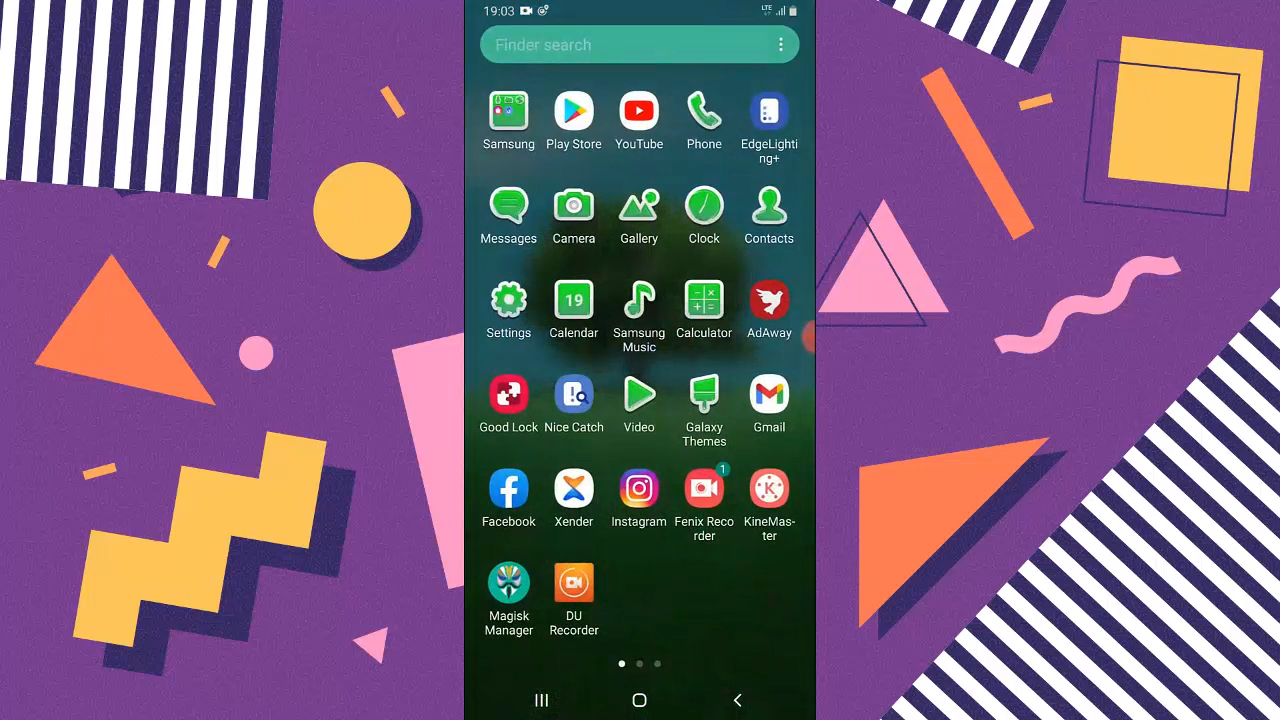 19:03
LTE
Finder search
Samsung
Play Store
YouTube
Phone
EdgeLighti
ng+
Messages
Camera
Gallery
Clock
Contacts
19
Settings
Calendar
Samsung
Music
Calculator
AdAway
Good Lock
Nice Catch
Video
Galaxy
Themes
Gmail
1
Facebook
Xender
Instagram
Fenix Reco
rder
KineMas-
ter
Magisk
Manager
DU
Recorder